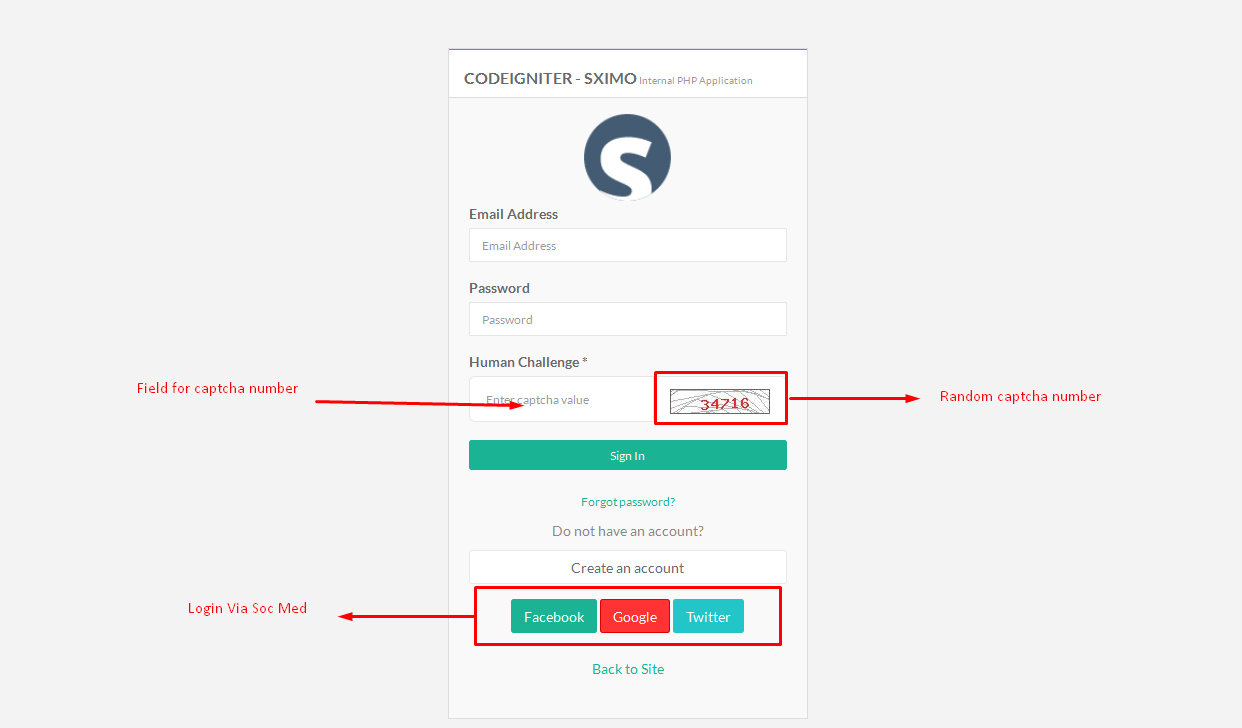 CODEIGNITER - SXIMO Internal PHP Application
S
Email Address
Email Address
Password
Password
Human Challenge *
Field for captcha number
Enter captcha value
34716
Random captcha number
Sign In
Forgot password?
Do not have an account?
Create an account
Login Via Soc Med
Facebook Google Twitter
Back to Site